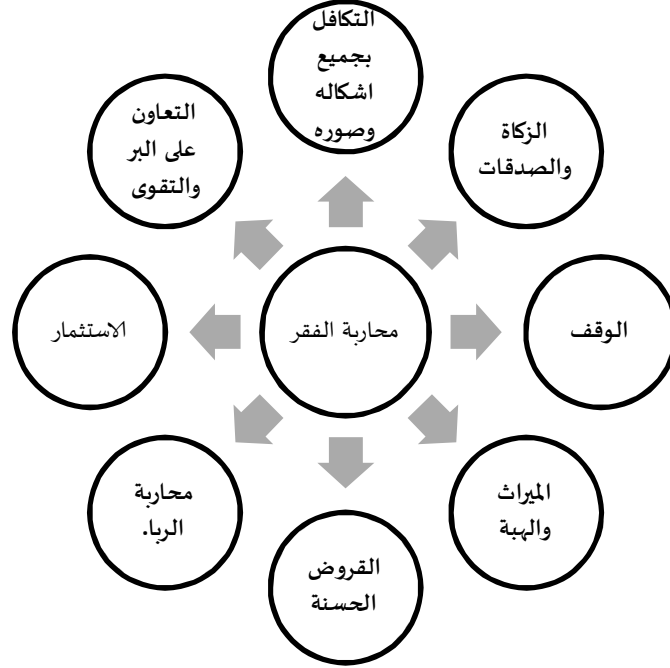 التكافل
بجميع
اشكاله
وصوره
الزكاة
والصدقات
الوقف
الميراث
والهبة
القروض
الحسنة
محاربة
الربا.
الاستثمار
التعاون
على البر
والتقوى
محاربة الفقر